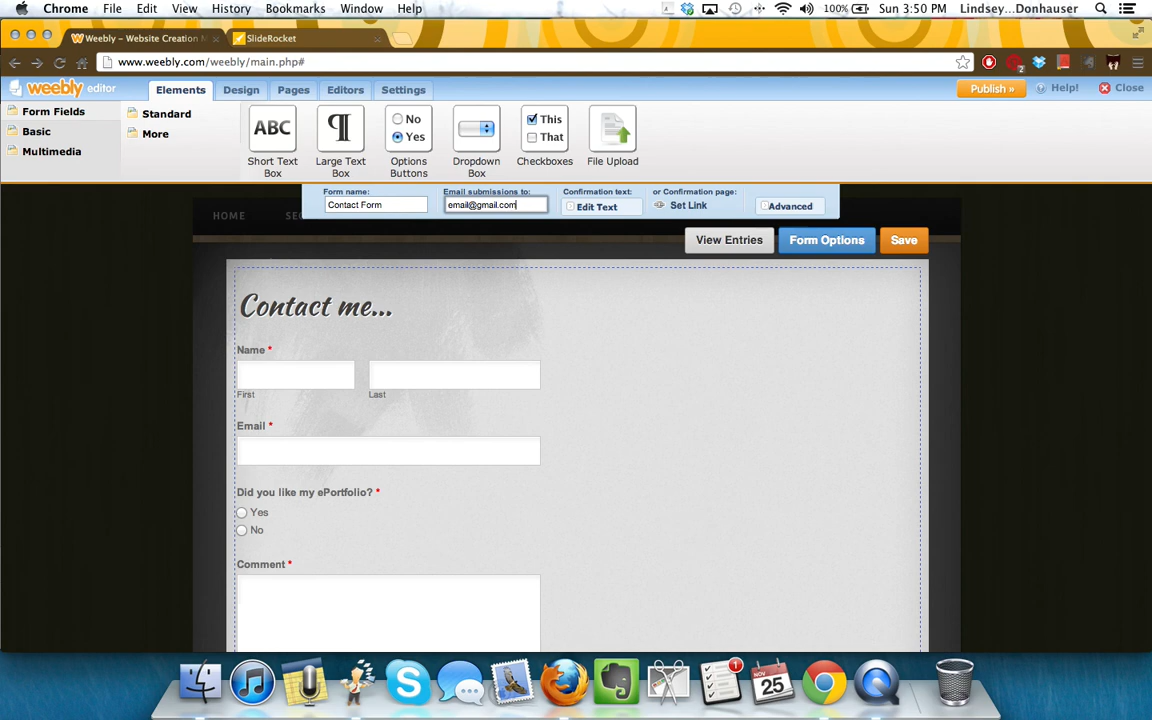 Chrome File Edit View History Bookmarks Window Help 100% Sun 3:50 PM Lindsey...Donhauser
Weebly - Website Creation M SlideRocket
www.weebly.com/weebly/main.php#
2
weebly editor Elements Design Pages Editors Settings Publish » Help! Close
Form Fields
Basic
Multimedia
Standard
More
ABC
No
Yes
This
That
Short Text Box
Large Text Box
Options Buttons
Dropdown Box
Checkboxes
File Upload
Form name: Email submissions to: Confirmation text: or Confirmation page:
Contact Form email@gmail.com Edit Text Set Link Advanced
HOME
View Entries Form Options Save
Contact me...
Name *
First Last
Email *
Did you like my ePortfolio? *
Yes
No
Comment *
1
NOV
25